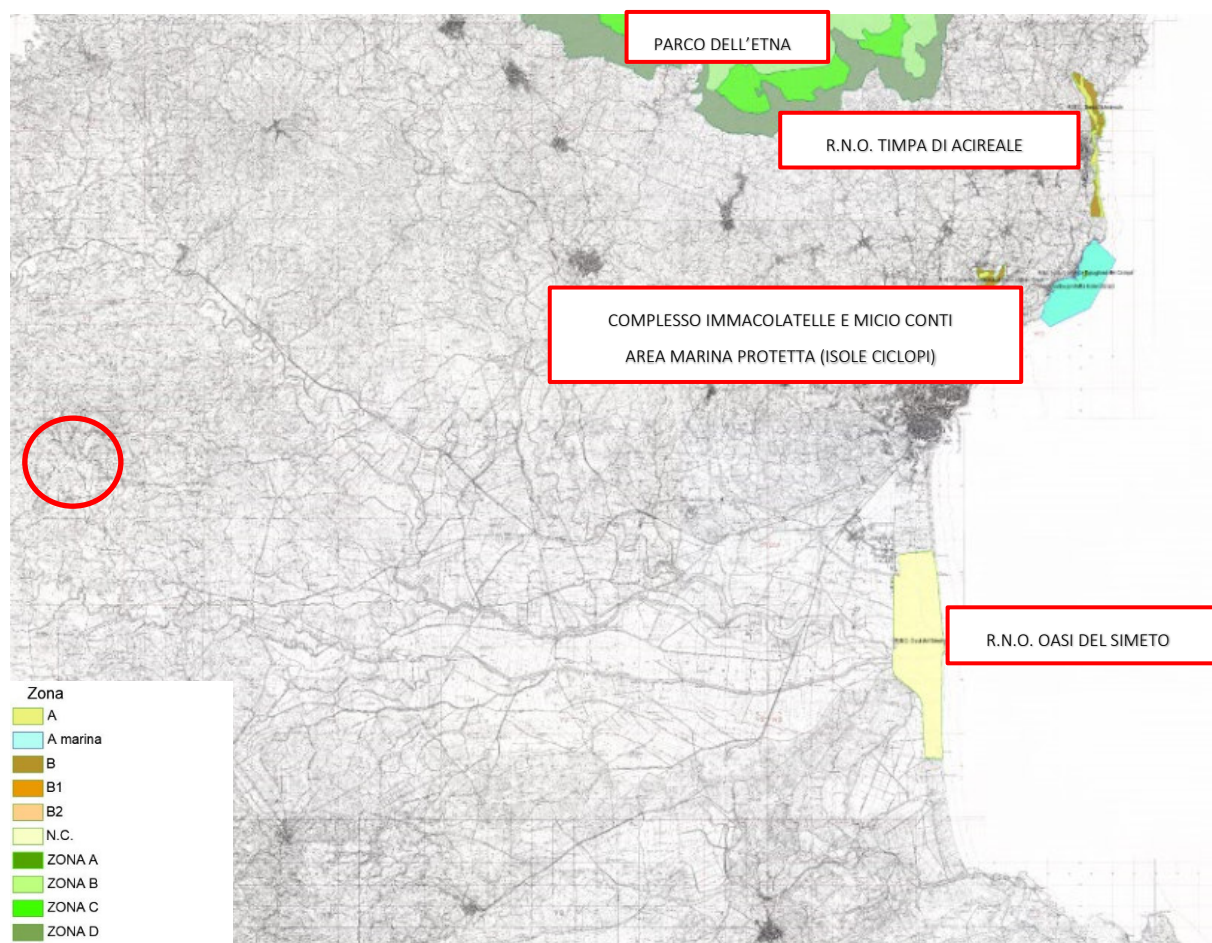 PARCO DELL'ETNA
R.N.O. TIMPA DI ACIREALE
COMPLESSO IMMACOLATELLE E MICIO CONTI
AREA MARINA PROTETTA (ISOLE CICLOPI)
R.N.O. OASI DEL SIMETO
Zona
A
A marina
B
B1
B2
N.C.
ZONA A
ZONA B
ZONA C
ZONA D